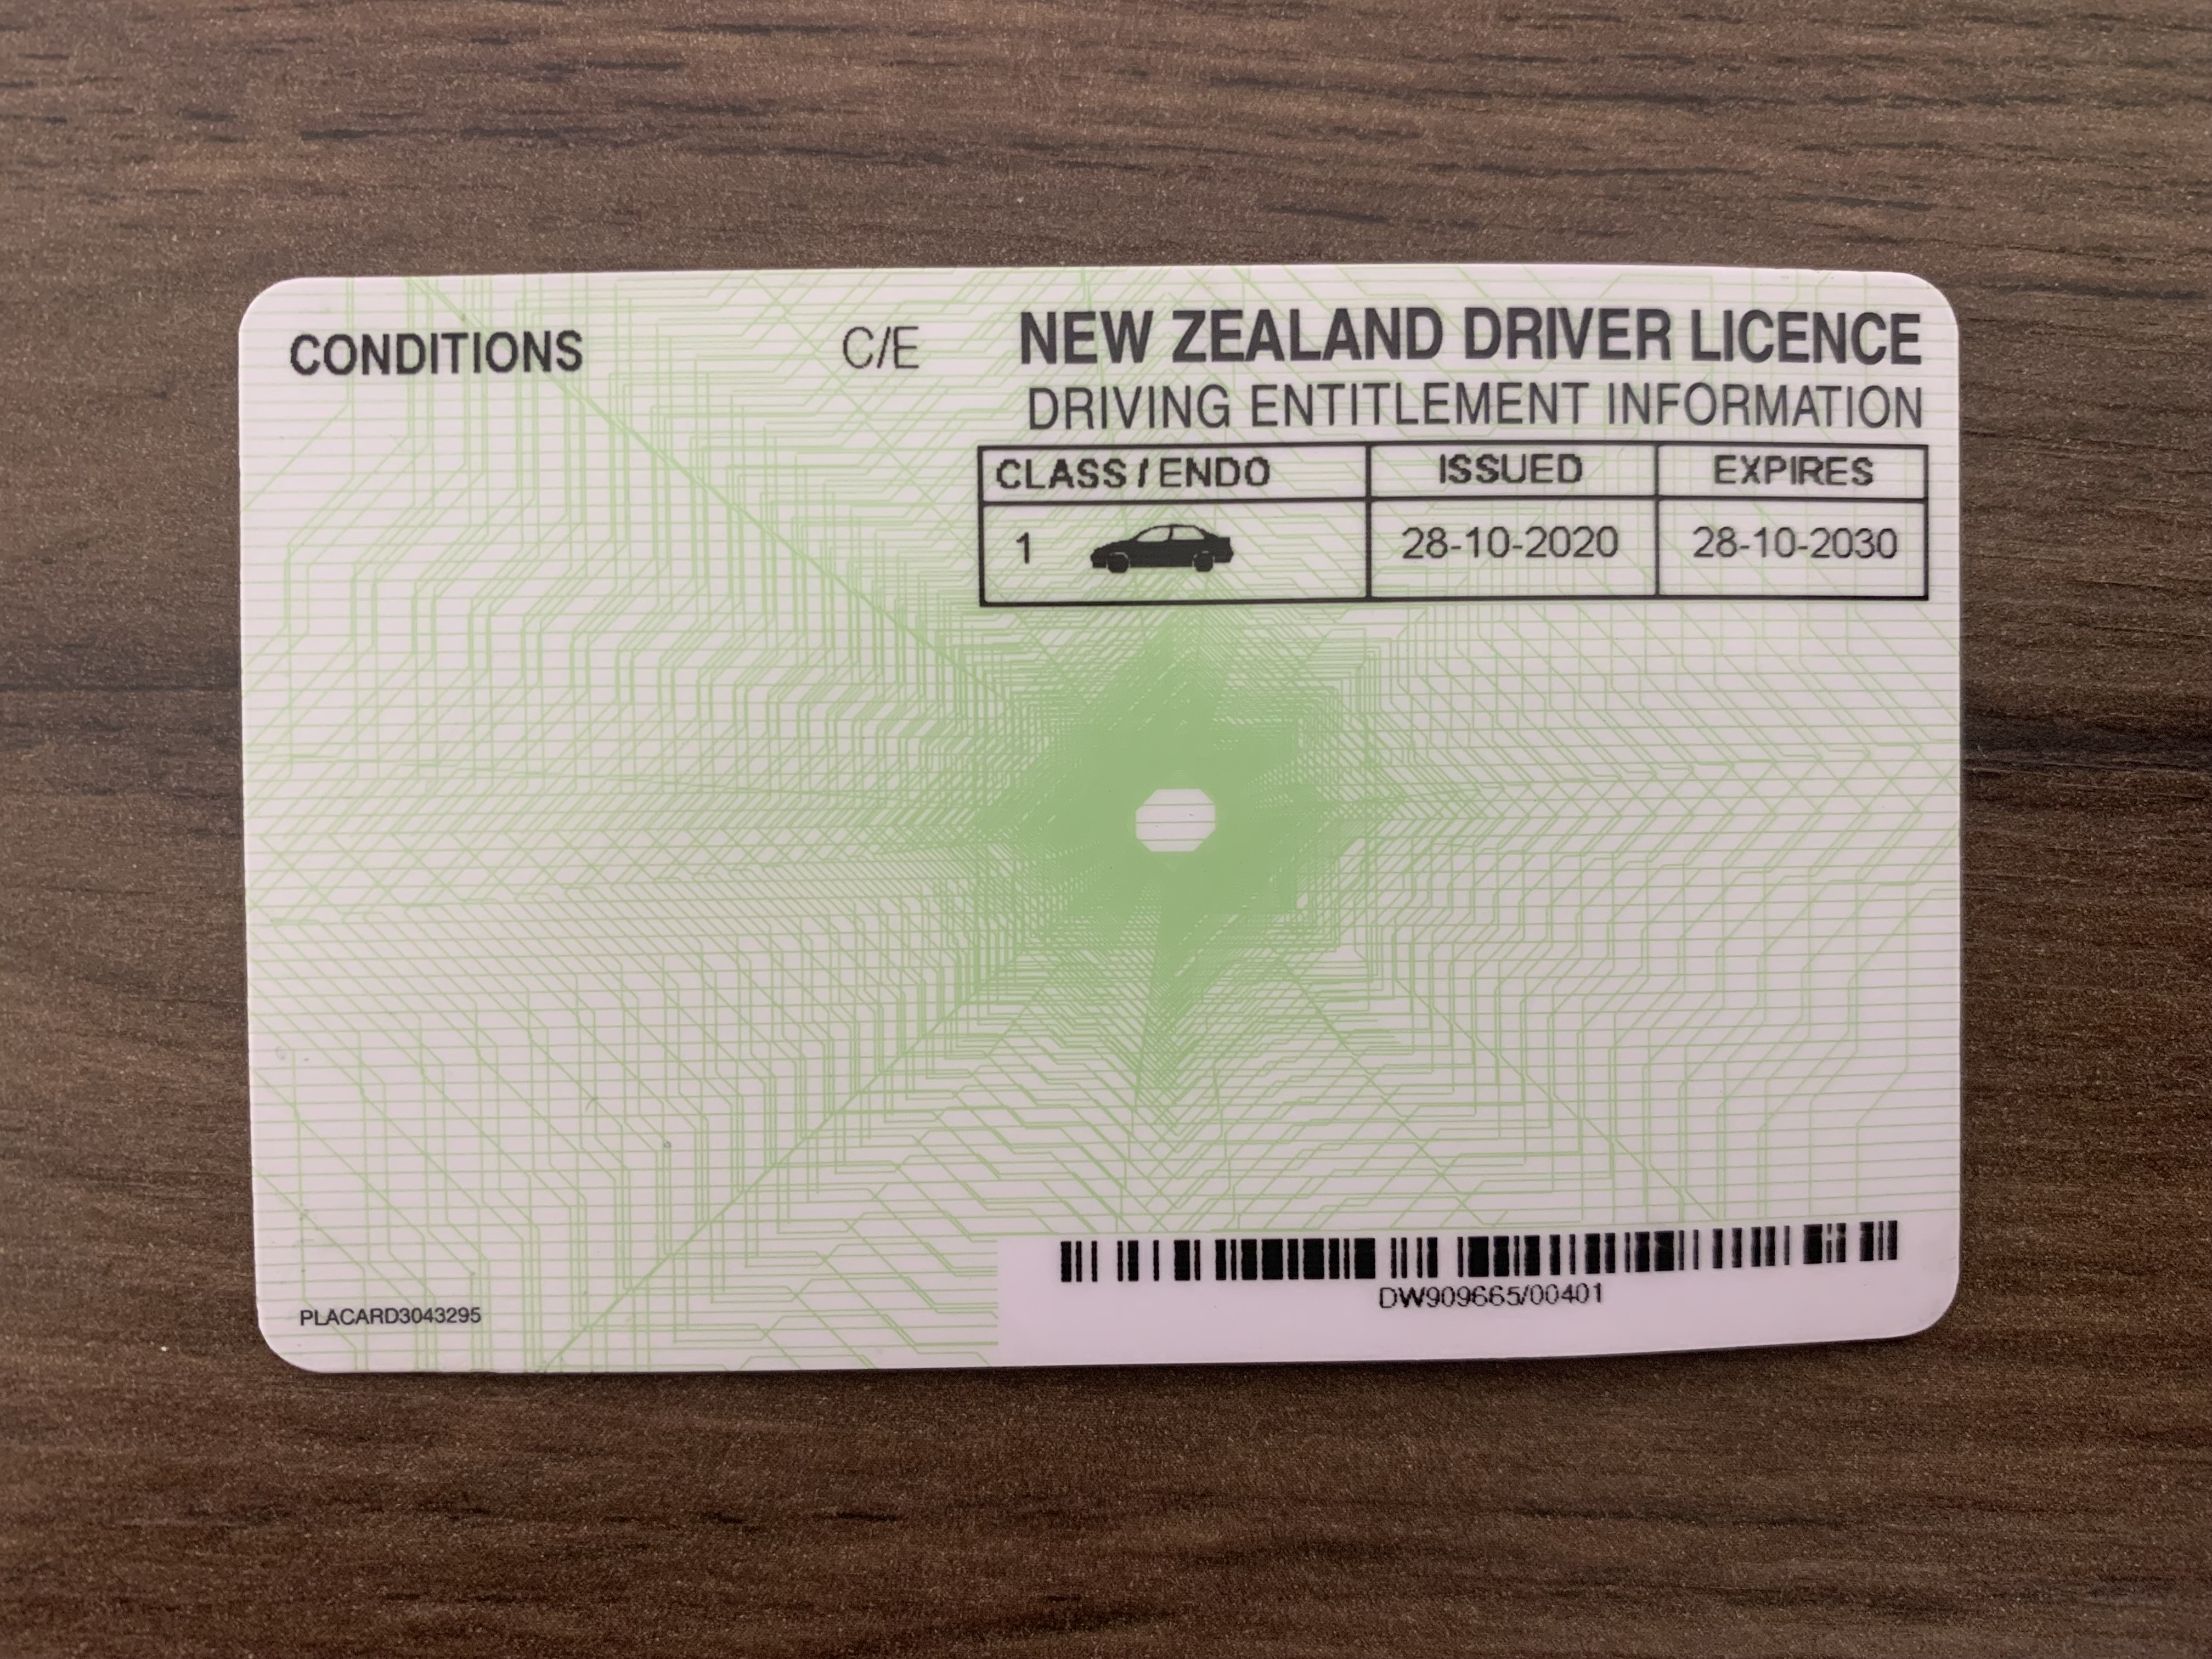 CONDITIONS
C/E
NEW ZEALAND DRIVER LICENCE
DRIVING ENTITLEMENT INFORMATION
CLASS / ENDO ISSUED EXPIRES
1 28-10-2020 28-10-2030
DW909665/00401
PLACARD3043295